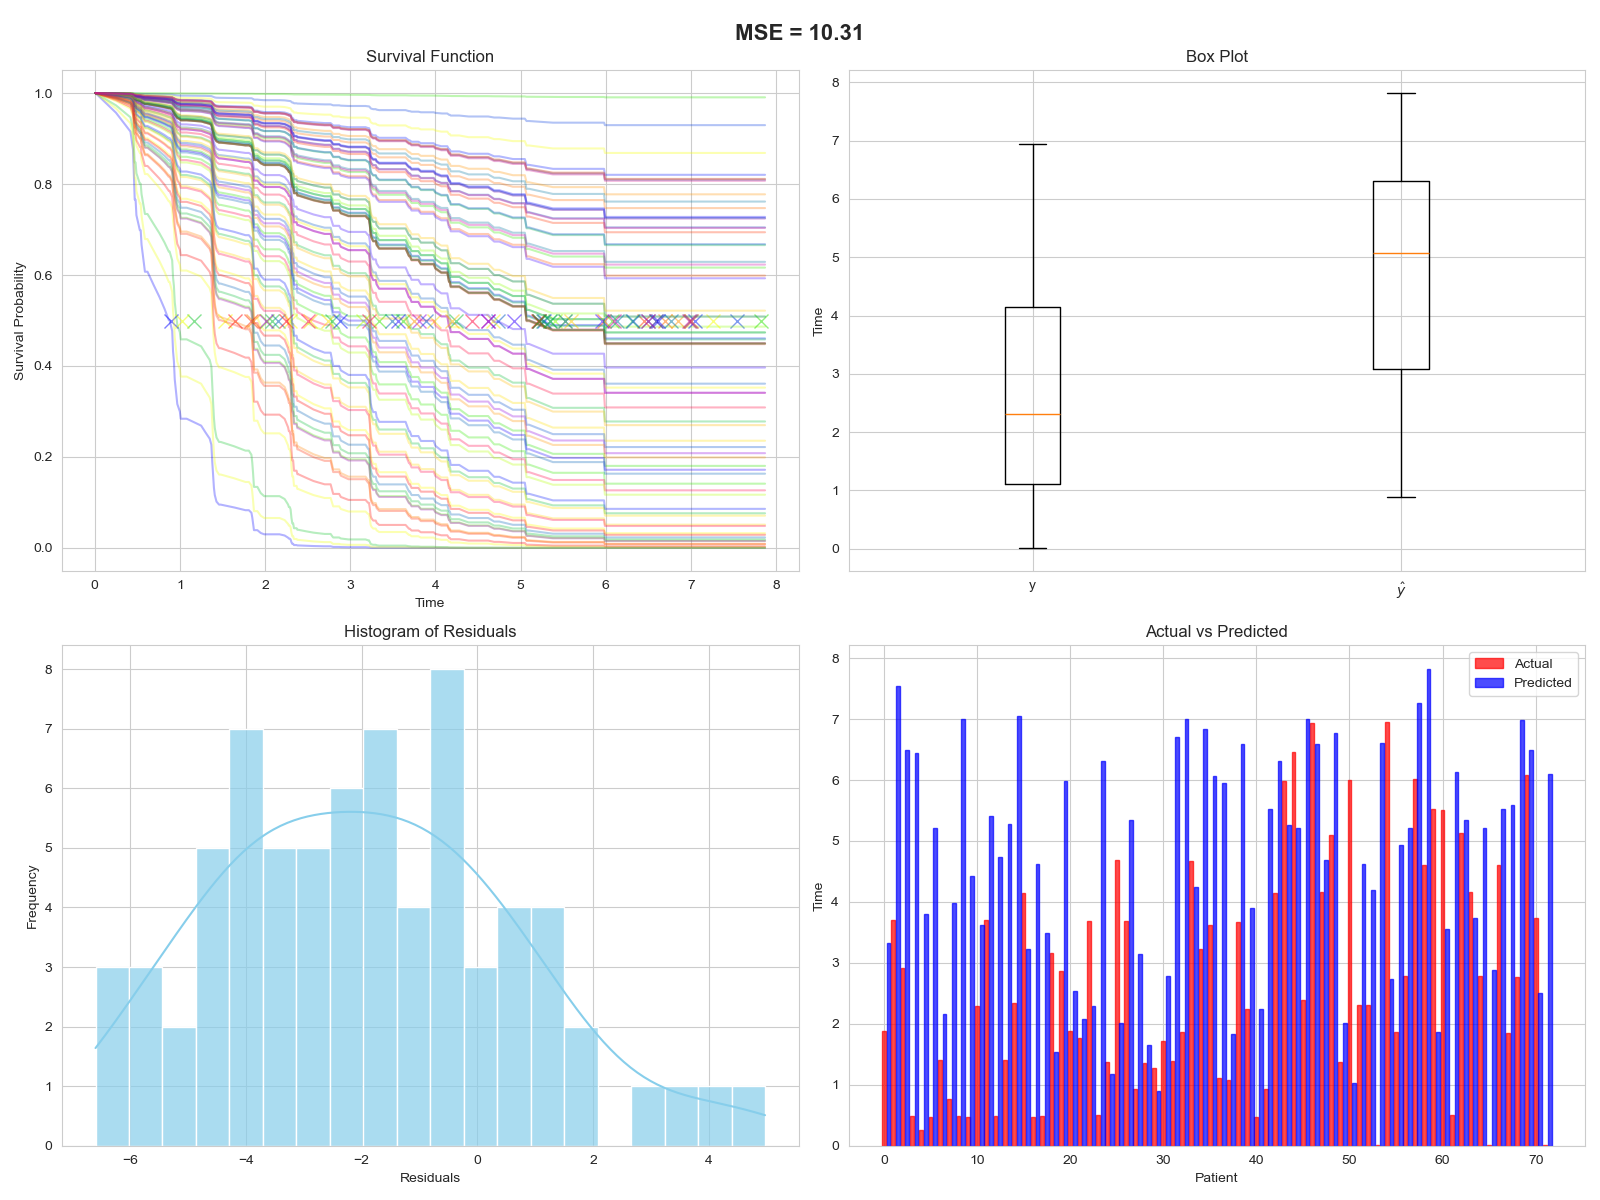 MSE = 10.31
Survival Function
1.0
0.8
0.6
0.4
0.2
0.0
Survival Probability
0 1 2 3 4 5 6 7 8
Time
Box Plot
8
7
6
5
4
3
2
1
0
Time
y ŷ
Histogram of Residuals
8
7
6
5
4
3
2
1
0
Frequency
−6 −4 −2 0 2 4
Residuals
Actual vs Predicted
Actual
Predicted
8
7
6
5
4
3
2
1
0
Time
0 10 20 30 40 50 60 70
Patient